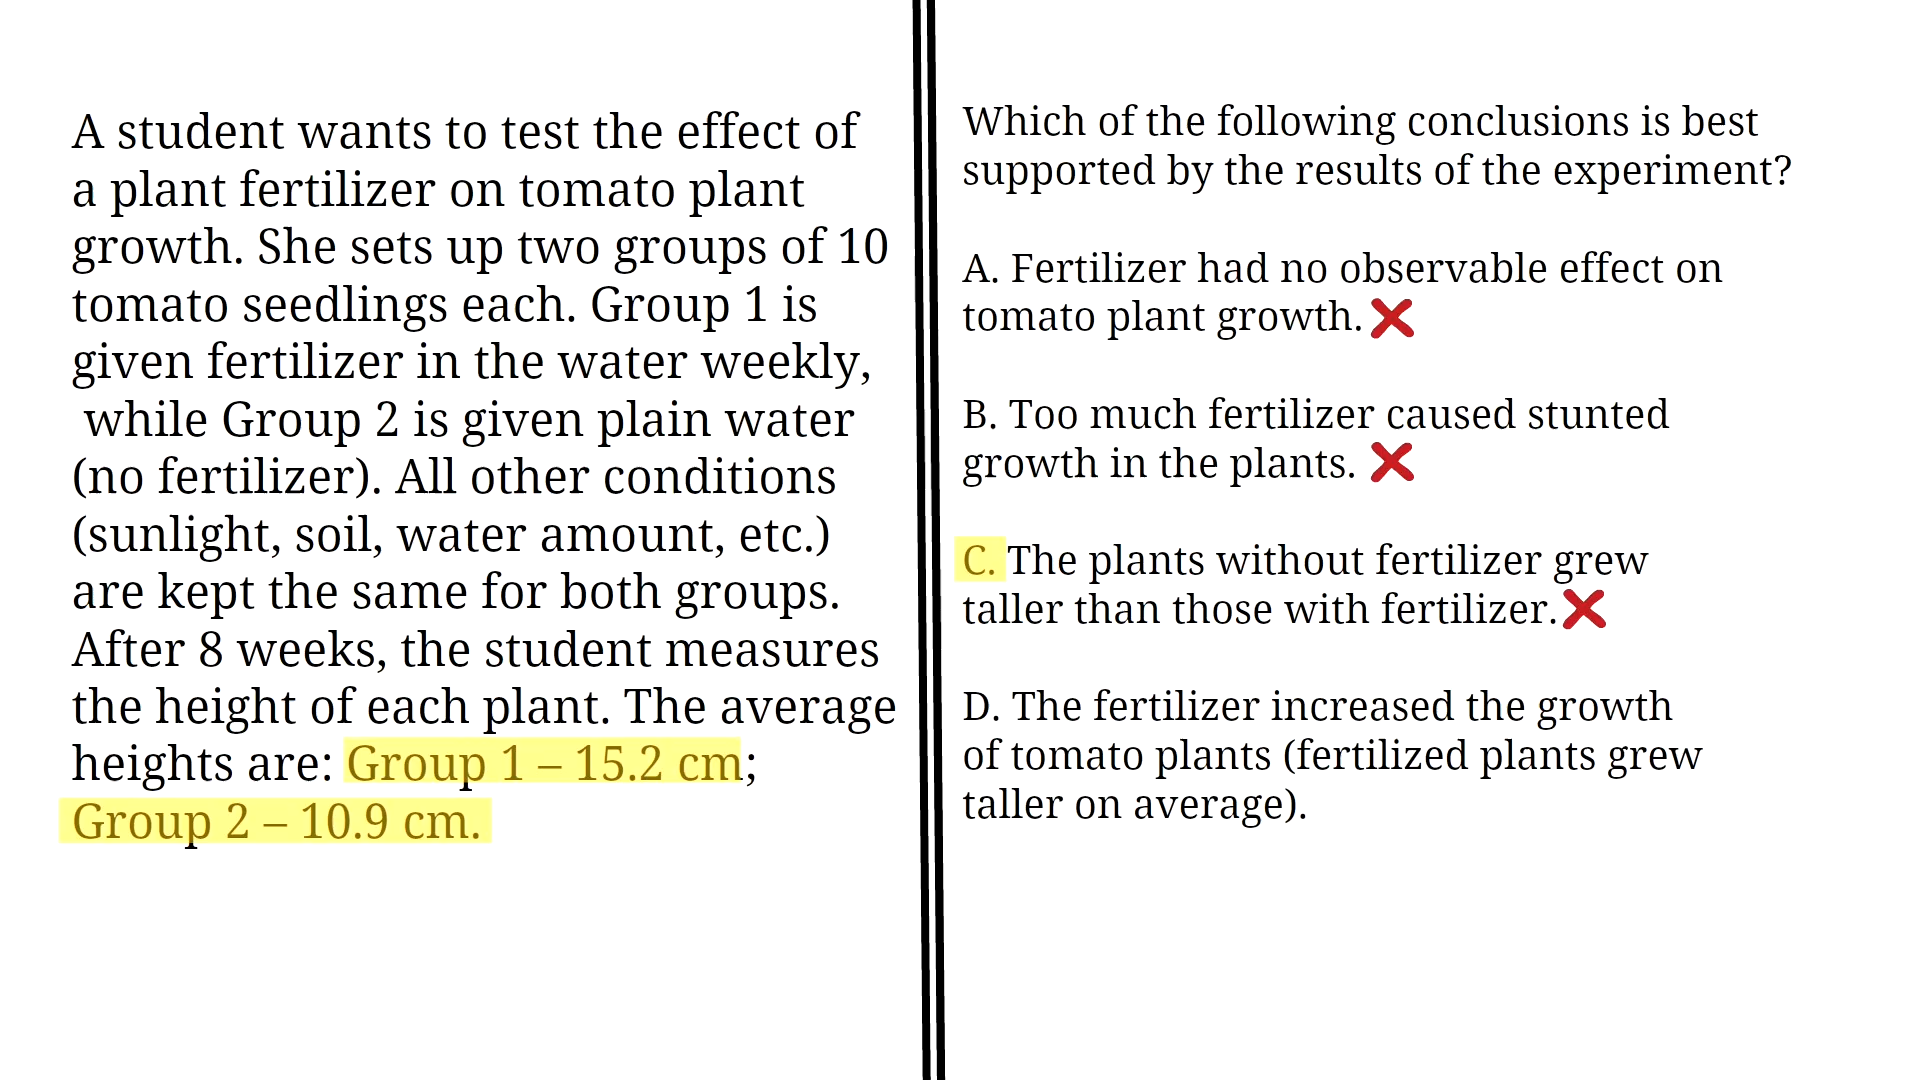 A student wants to test the effect of
a plant fertilizer on tomato plant
growth. She sets up two groups of 10
tomato seedlings each. Group 1 is
given fertilizer in the water weekly,
while Group 2 is given plain water
(no fertilizer). All other conditions
(sunlight, soil, water amount, etc.)
are kept the same for both groups.
After 8 weeks, the student measures
the height of each plant. The average
heights are: Group 1 – 15.2 cm;
Group 2 – 10.9 cm.
Which of the following conclusions is best
supported by the results of the experiment?
A. Fertilizer had no observable effect on
tomato plant growth.
B. Too much fertilizer caused stunted
growth in the plants.
C. The plants without fertilizer grew
taller than those with fertilizer.
D. The fertilizer increased the growth
of tomato plants (fertilized plants grew
taller on average).